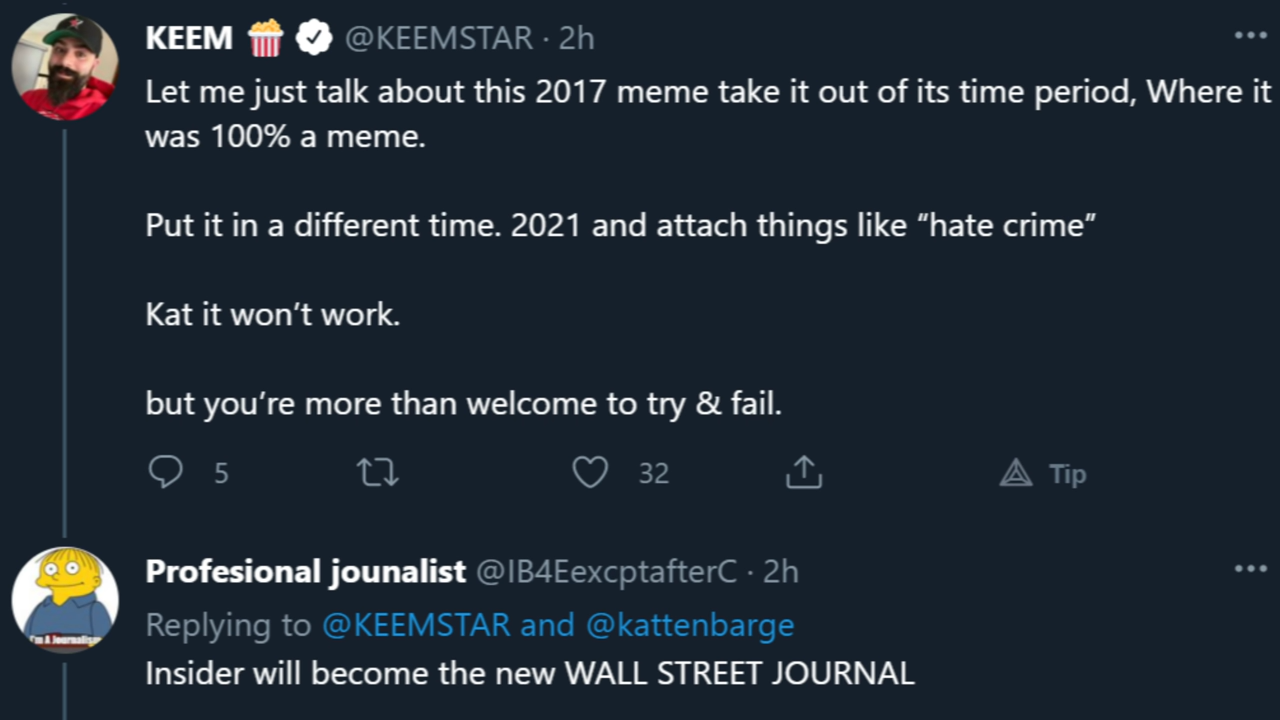 KEEM 🍿 @KEEMSTAR · 2h
Let me just talk about this 2017 meme take it out of its time period, Where it
was 100% a meme.
Put it in a different time. 2021 and attach things like “hate crime”
Kat it won’t work.
but you’re more than welcome to try & fail.
5 32 Tip
Profesional jounalist @IB4EexcptafterC · 2h
Replying to @KEEMSTAR and @kattenbarge
Insider will become the new WALL STREET JOURNAL
I'm A Journalism